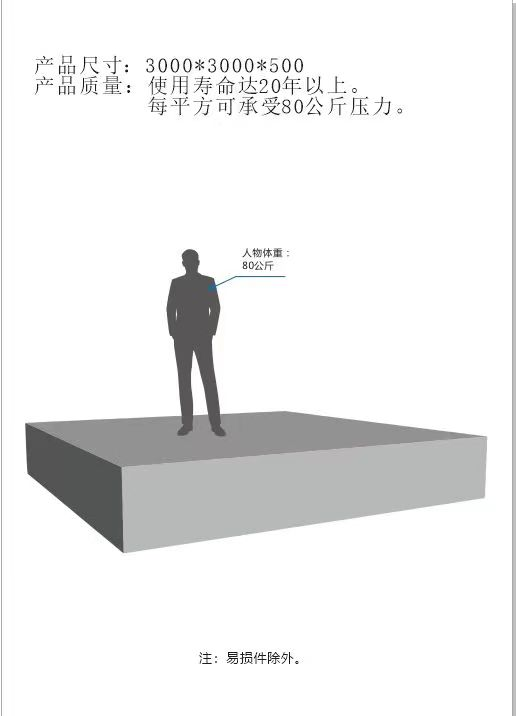 产品尺寸：3000*3000*500
产品质量：使用寿命达20年以上。
每平方可承受80公斤压力。
人物体重：
80公斤
注：易损件除外。